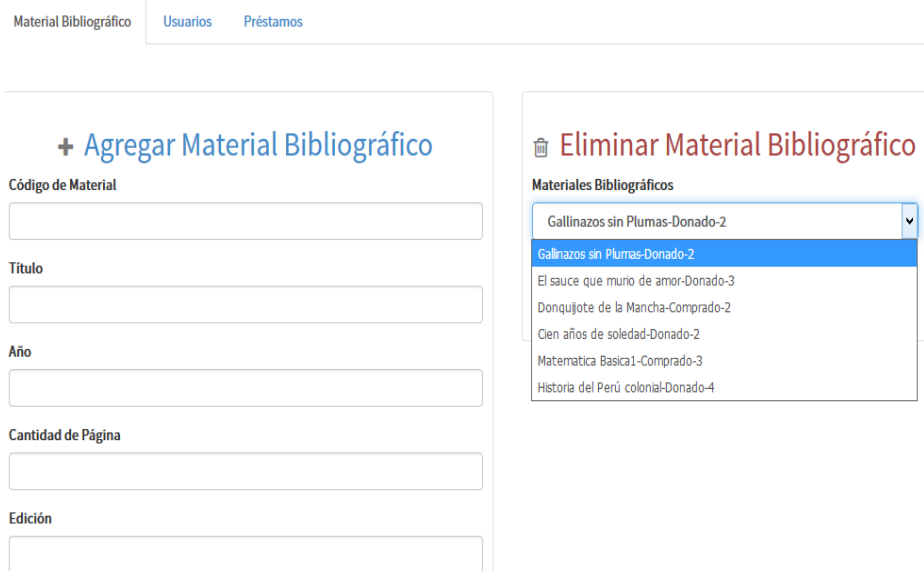 Material Bibliográfico
Usuarios
Préstamos
Agregar Material Bibliográfico
Código de Material
Título
Año
Cantidad de Página
Edición
Eliminar Material Bibliográfico
Materiales Bibliográficos
Gallinazos sin Plumas-Donado-2
Gallinazos sin Plumas-Donado-2
El sauce que murio de amor-Donado-3
Donquijote de la Mancha-Comprado-2
Cien años de soledad-Donado-2
Matematica Basica1-Comprado-3
Historia del Perú colonial-Donado-4